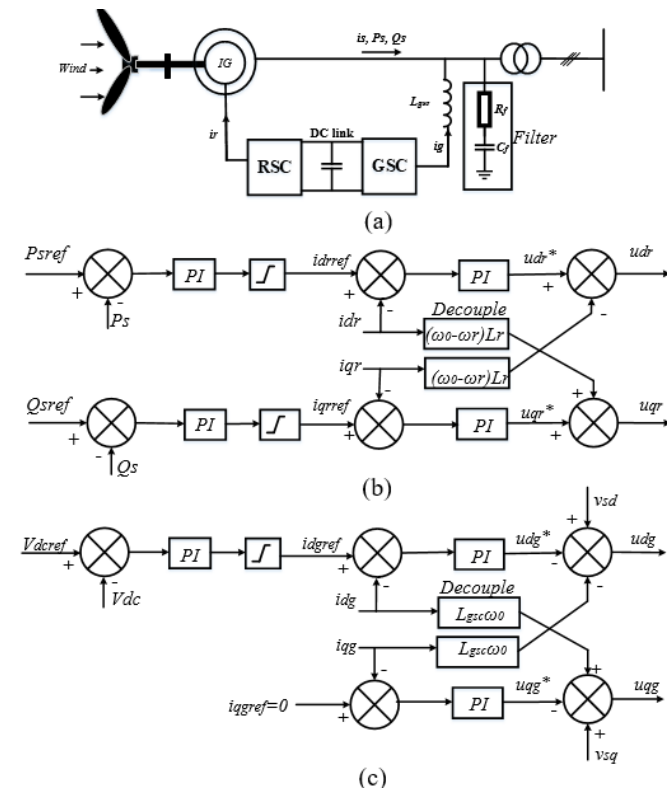 is, Ps, Qs
Wind
IG
Lgsc
Rf
ir
DC link
ig
Cf
Filter
RSC
GSC
(a)
Psref
+
-
Ps
PI
idrref
+
-
PI
udr*
+
-
udr
Decouple
idr
(ω0-ωr)Lr
iqr
(ω0-ωr)Lr
Qsref
+
-
Qs
PI
iqrref
-
+
PI
uqr*
+
+
uqr
(b)
vsd
Vdcref
+
-
Vdc
PI
idgref
+
-
PI
udg*
+
-
-
udg
Decouple
idg
Lgscω0
iqg
Lgscω0
iqgref=0
-
+
PI
uqg*
+
-
+
uqg
vsq
(c)